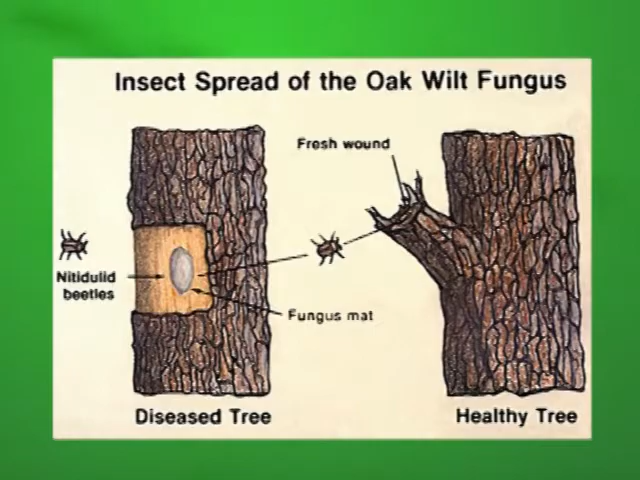 Insect Spread of the Oak Wilt Fungus
Fresh wound
Nitidulid
beetles
Fungus mat
Diseased Tree
Healthy Tree